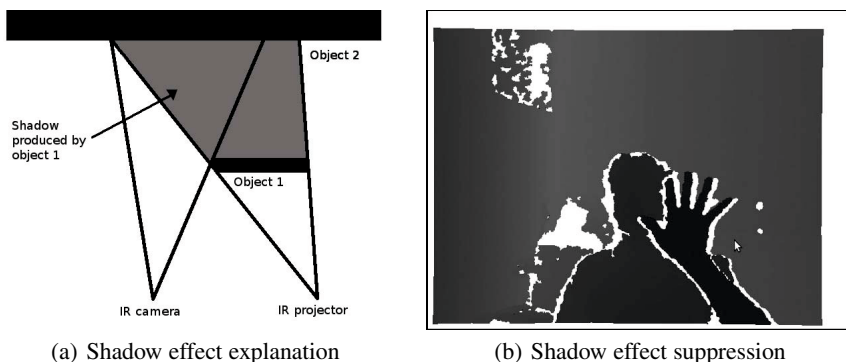 Object 2
Shadow
produced by
object 1
Object 1
IR camera
IR projector
(a) Shadow effect explanation
(b) Shadow effect suppression